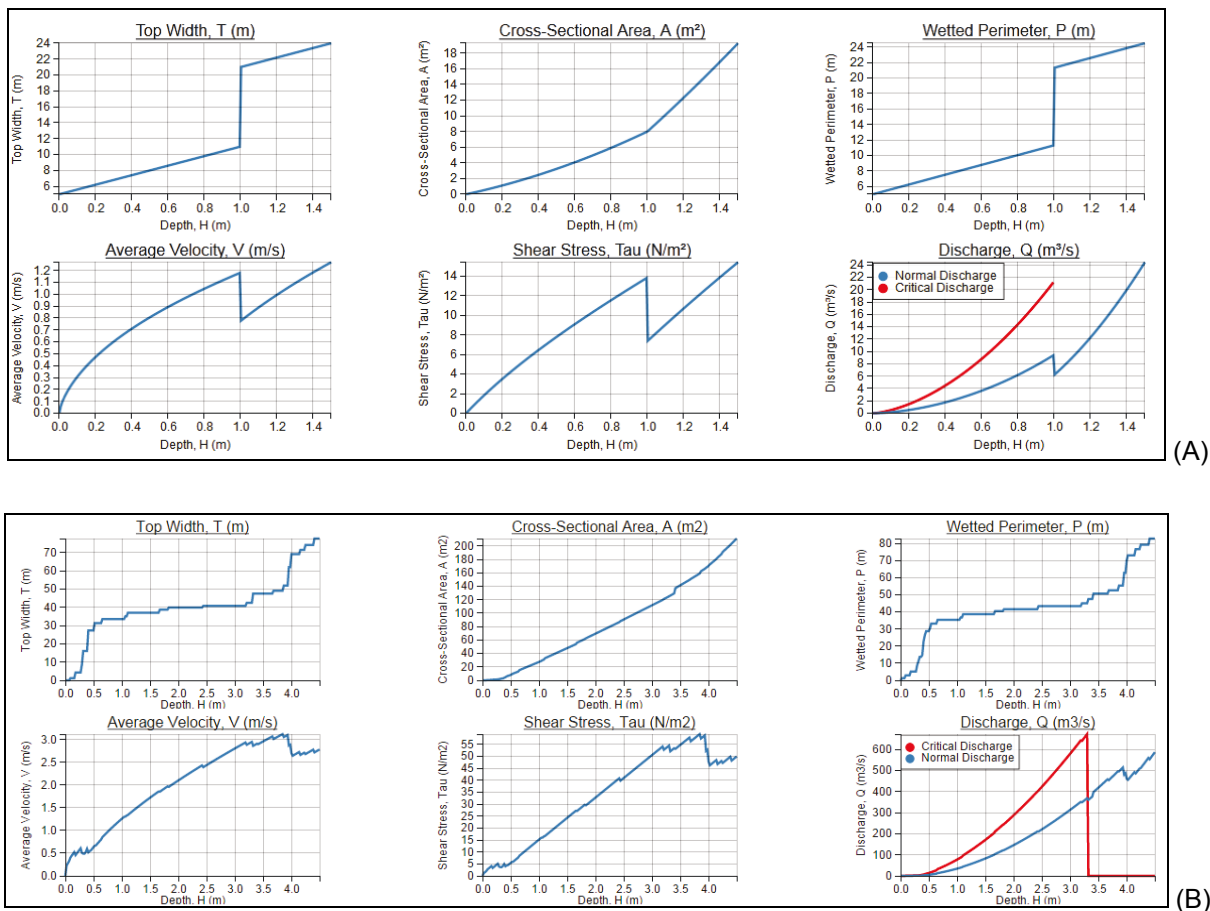 Top Width, T (m)
Top Width, T (m)
24
22
20
18
16
14
12
10
8
6
0.0 0.2 0.4 0.6 0.8 1.0 1.2 1.4
Depth, H (m)
Cross-Sectional Area, A (m²)
Cross-Sectional Area, A (m²)
18
16
14
12
10
8
6
4
2
0
0.0 0.2 0.4 0.6 0.8 1.0 1.2 1.4
Depth, H (m)
Wetted Perimeter, P (m)
Wetted Perimeter, P (m)
24
22
20
18
16
14
12
10
8
6
0.0 0.2 0.4 0.6 0.8 1.0 1.2 1.4
Depth, H (m)
Average Velocity, V (m/s)
Average Velocity, V (m/s)
1.2
1.1
1.0
0.9
0.8
0.7
0.6
0.5
0.4
0.3
0.2
0.1
0.0
0.0 0.2 0.4 0.6 0.8 1.0 1.2 1.4
Depth, H (m)
Shear Stress, Tau (N/m²)
Shear Stress, Tau (N/m²)
14
12
10
8
6
4
2
0
0.0 0.2 0.4 0.6 0.8 1.0 1.2 1.4
Depth, H (m)
Discharge, Q (m³/s)
Discharge, Q (m³/s)
Normal Discharge
Critical Discharge
24
22
20
18
16
14
12
10
8
6
4
2
0
0.0 0.2 0.4 0.6 0.8 1.0 1.2 1.4
Depth, H (m)
(A)
Top Width, T (m)
Top Width, T (m)
70
60
50
40
30
20
10
0
0.0 0.5 1.0 1.5 2.0 2.5 3.0 3.5 4.0
Depth, H (m)
Cross-Sectional Area, A (m2)
Cross-Sectional Area, A (m2)
200
180
160
140
120
100
80
60
40
20
0
0.0 0.5 1.0 1.5 2.0 2.5 3.0 3.5 4.0
Depth, H (m)
Wetted Perimeter, P (m)
Wetted Perimeter, P (m)
80
70
60
50
40
30
20
10
0
0.0 0.5 1.0 1.5 2.0 2.5 3.0 3.5 4.0
Depth, H (m)
Average Velocity, V (m/s)
Average Velocity, V (m/s)
3.0
2.5
2.0
1.5
1.0
0.5
0.0
0.0 0.5 1.0 1.5 2.0 2.5 3.0 3.5 4.0
Depth, H (m)
Shear Stress, Tau (N/m2)
Shear Stress, Tau (N/m2)
55
50
45
40
35
30
25
20
15
10
5
0
0.0 0.5 1.0 1.5 2.0 2.5 3.0 3.5 4.0
Depth, H (m)
Discharge, Q (m3/s)
Discharge, Q (m3/s)
Critical Discharge
Normal Discharge
600
500
400
300
200
100
0
0.0 0.5 1.0 1.5 2.0 2.5 3.0 3.5 4.0
Depth, H (m)
(B)